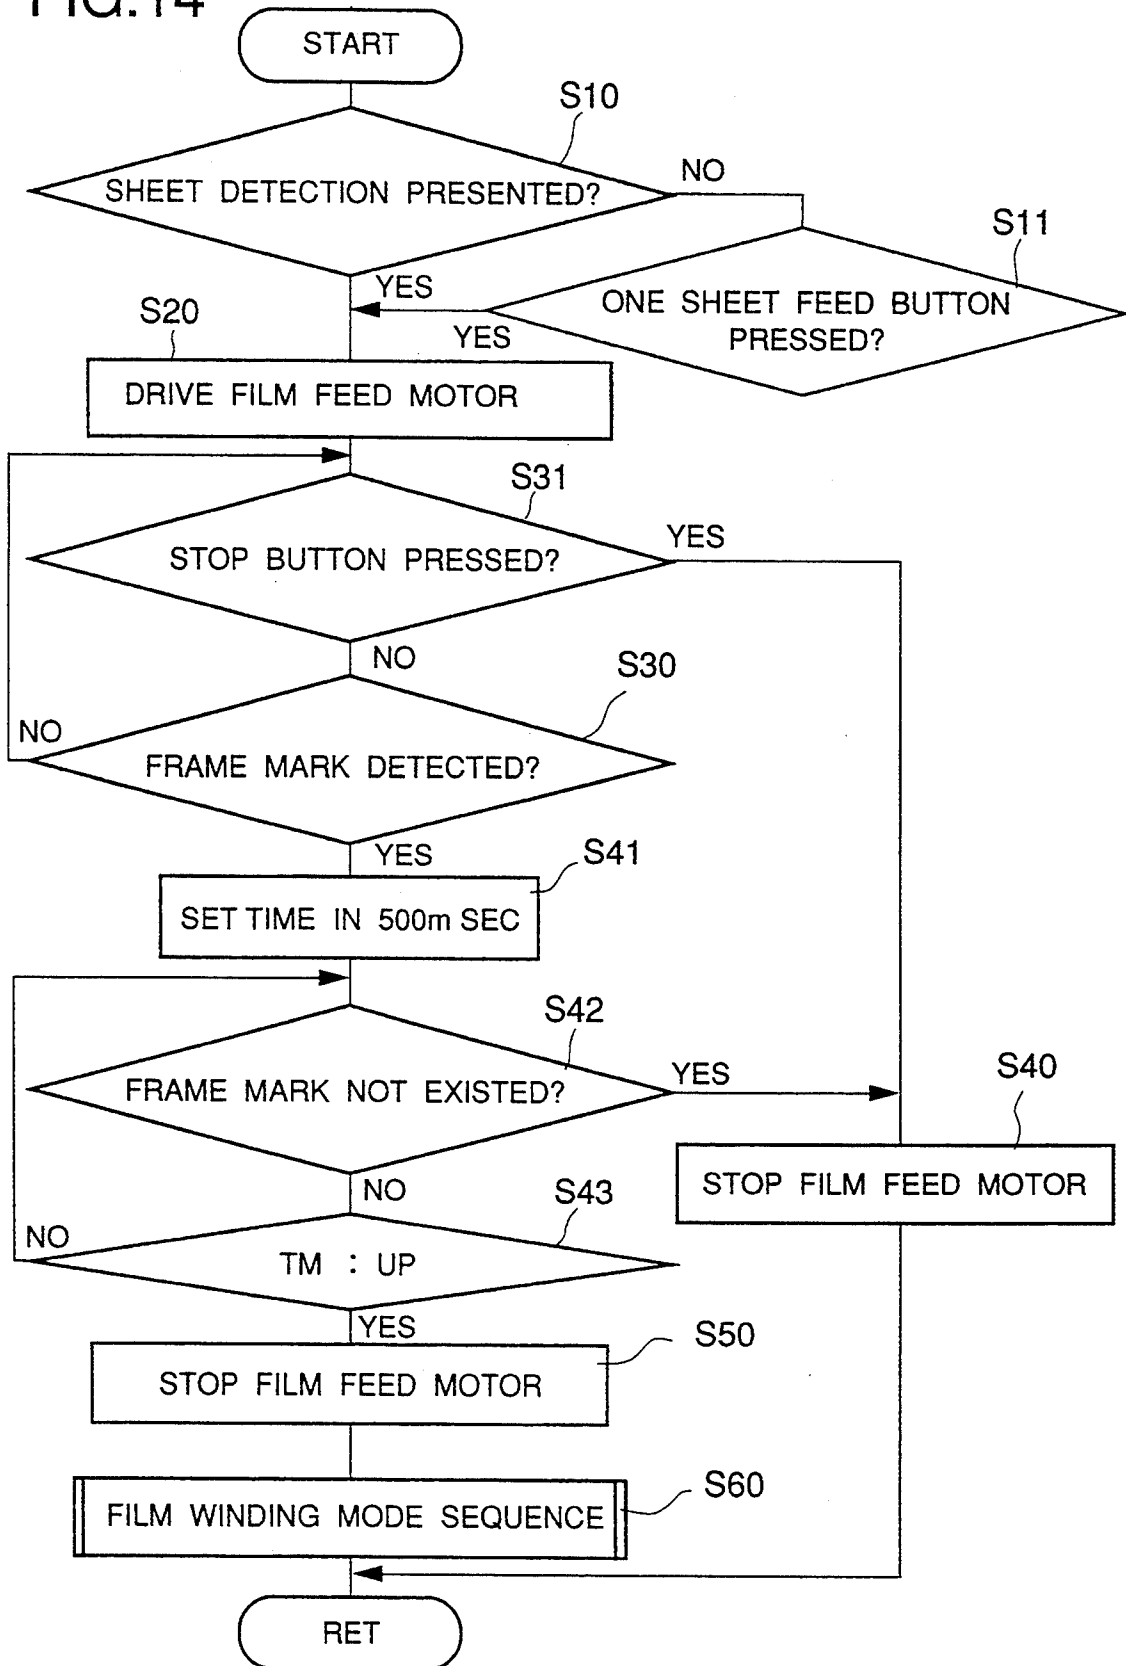 FIG.14
START
S10
SHEET DETECTION PRESENTED?
NO
S11
YES
ONE SHEET FEED BUTTON
PRESSED?
YES
S20
DRIVE FILM FEED MOTOR
S31
STOP BUTTON PRESSED?
YES
NO
S30
NO
FRAME MARK DETECTED?
YES
S41
SET TIME IN 500m SEC
S42
FRAME MARK NOT EXISTED?
YES
S40
STOP FILM FEED MOTOR
NO
S43
NO
TM : UP
YES
S50
STOP FILM FEED MOTOR
S60
FILM WINDING MODE SEQUENCE
RET